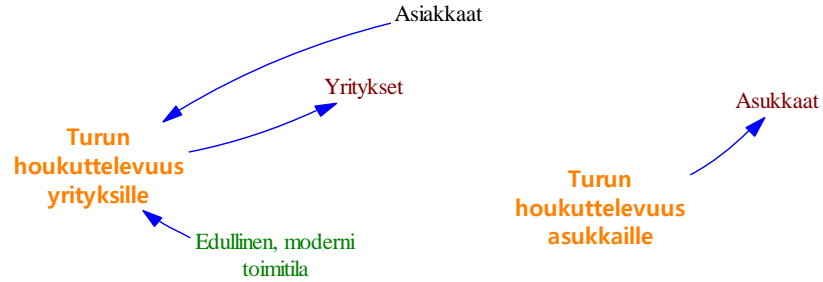 Asiakkaat
Yritykset
Turun
houkuttelevuus
yrityksille
Edullinen, moderni
toimitila
Asukkaat
Turun
houkuttelevuus
asukkaille